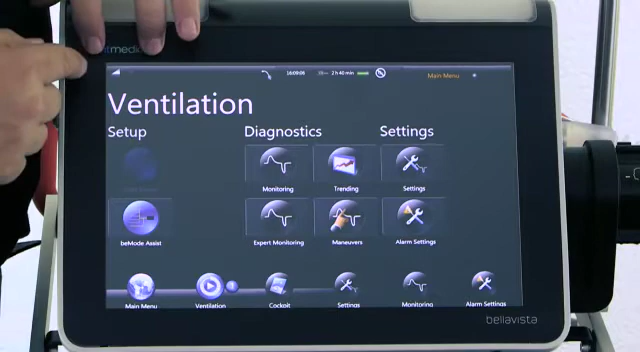 medic
16:09:06 2 h 40 min Main Menu
Ventilation
Setup Diagnostics Settings
Monitoring Trending Settings
beMode Assist Expert Monitoring Maneuvers Alarm Settings
Main Menu Ventilation Cockpit Settings Monitoring Alarm Settings
bellavista